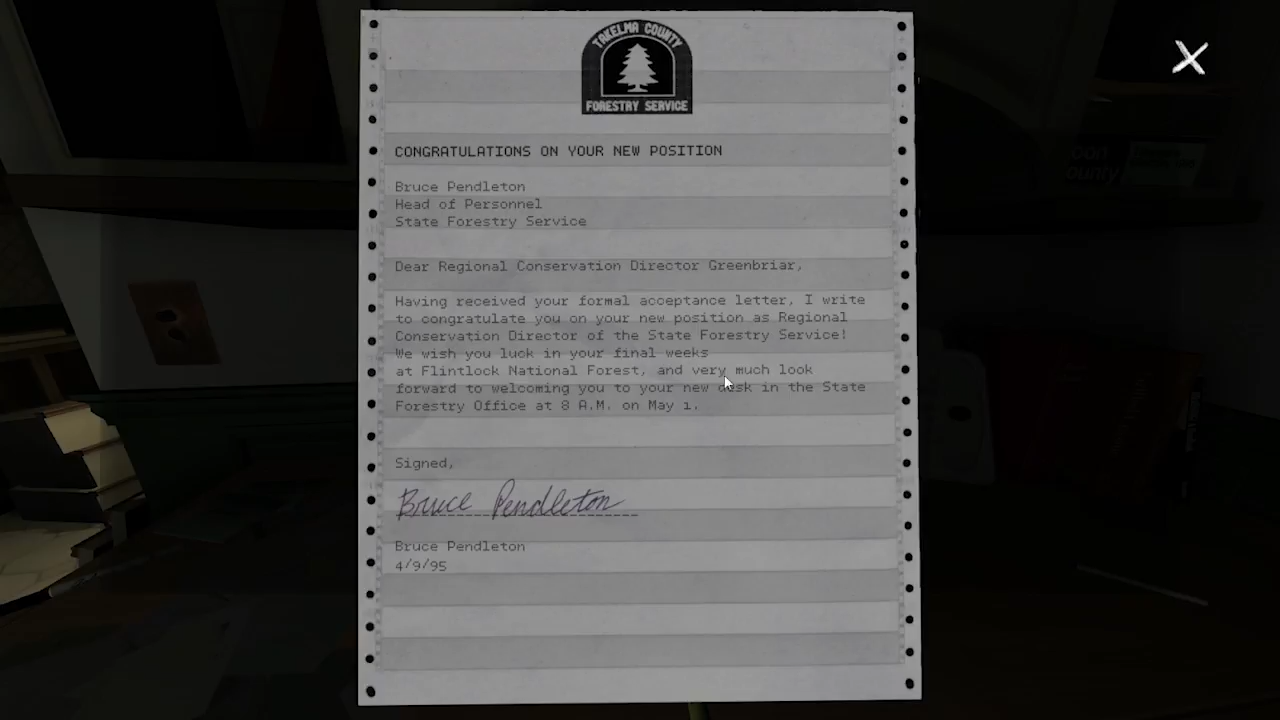 TAKELMA COUNTY
FORESTRY SERVICE
CONGRATULATIONS ON YOUR NEW POSITION
Bruce Pendleton
Head of Personnel
State Forestry Service
Dear Regional Conservation Director Greenbriar,
Having received your formal acceptance letter, I write
to congratulate you on your new position as Regional
Conservation Director of the State Forestry Service!
We wish you luck in your final weeks
at Flintlock National Forest, and very much look
forward to welcoming you to your new desk in the State
Forestry Office at 8 A.M. on May 1.
Signed,
Bruce Pendleton
Bruce Pendleton
4/9/95